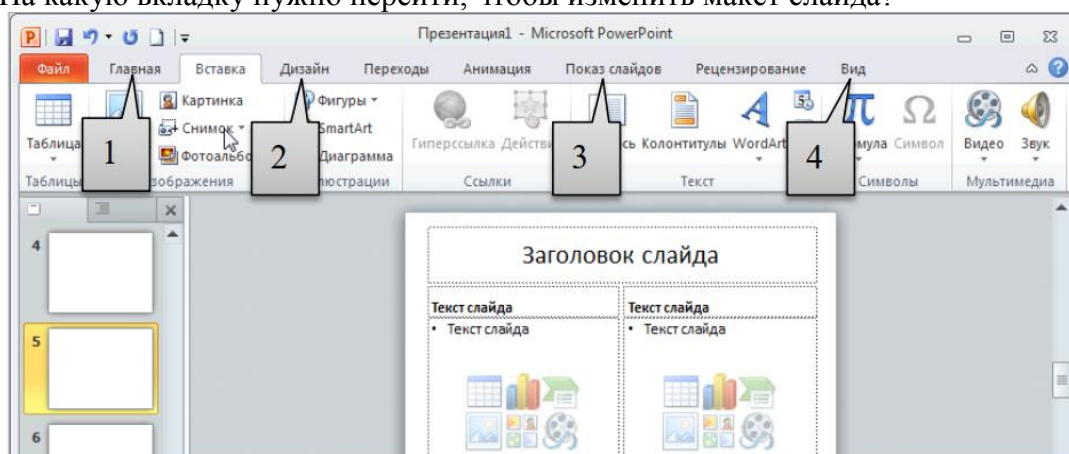 На какую вкладку нужно перейти, чтобы изменить макет слайда?
Презентация1 - Microsoft PowerPoint
Файл Главная Вставка Дизайн Переходы Анимация Показ слайдов Рецензирование Вид
Таблица Картинка Фигуры Гиперссылка Колонтитулы WordArt Символ Видео Звук
Снимок SmartArt
Диаграмма
Таблицы Ссылки Текст Символы Мультимедиа
1 2 3 4
4
5
6
Заголовок слайда
Текст слайда Текст слайда
• Текст слайда • Текст слайда